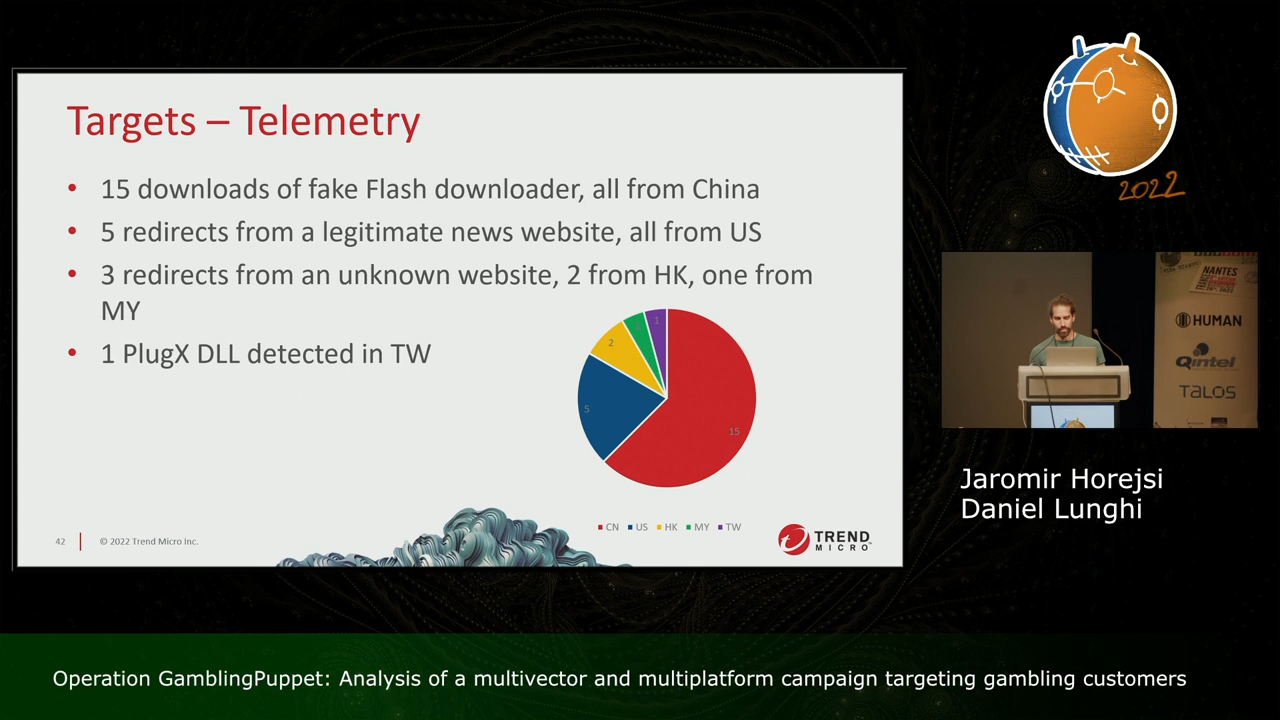 Targets – Telemetry
• 15 downloads of fake Flash downloader, all from China
• 5 redirects from a legitimate news website, all from US
• 3 redirects from an unknown website, 2 from HK, one from
MY
• 1 PlugX DLL detected in TW
1
2
5
15
CN US HK MY TW
42
© 2022 Trend Micro Inc.
TREND
MICRO™
2022
NANTES
HUMAN
Qintel
TALOS
Jaromir Horejsi
Daniel Lunghi
Operation GamblingPuppet: Analysis of a multivector and multiplatform campaign targeting gambling customers